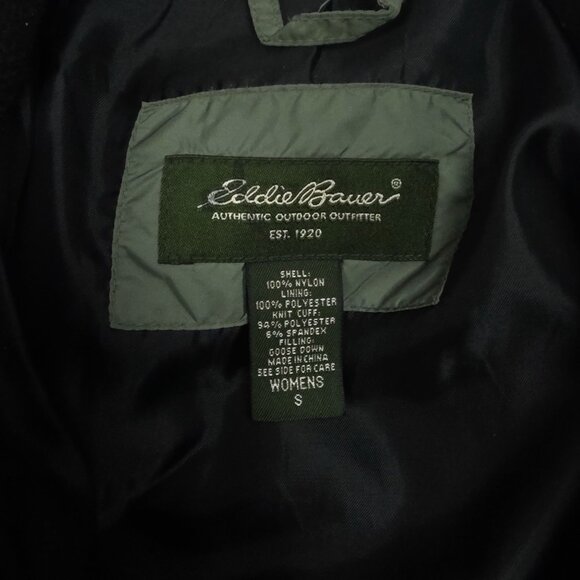 Eddie Bauer®
AUTHENTIC OUTDOOR OUTFITTER
EST. 1920
SHELL:
100% NYLON
LINING:
100% POLYESTER
KNIT CUFF:
94% POLYESTER
6% SPANDEX
FILLING:
GOOSE DOWN
MADE IN CHINA
SEE SIDE FOR CARE
WOMENS
S